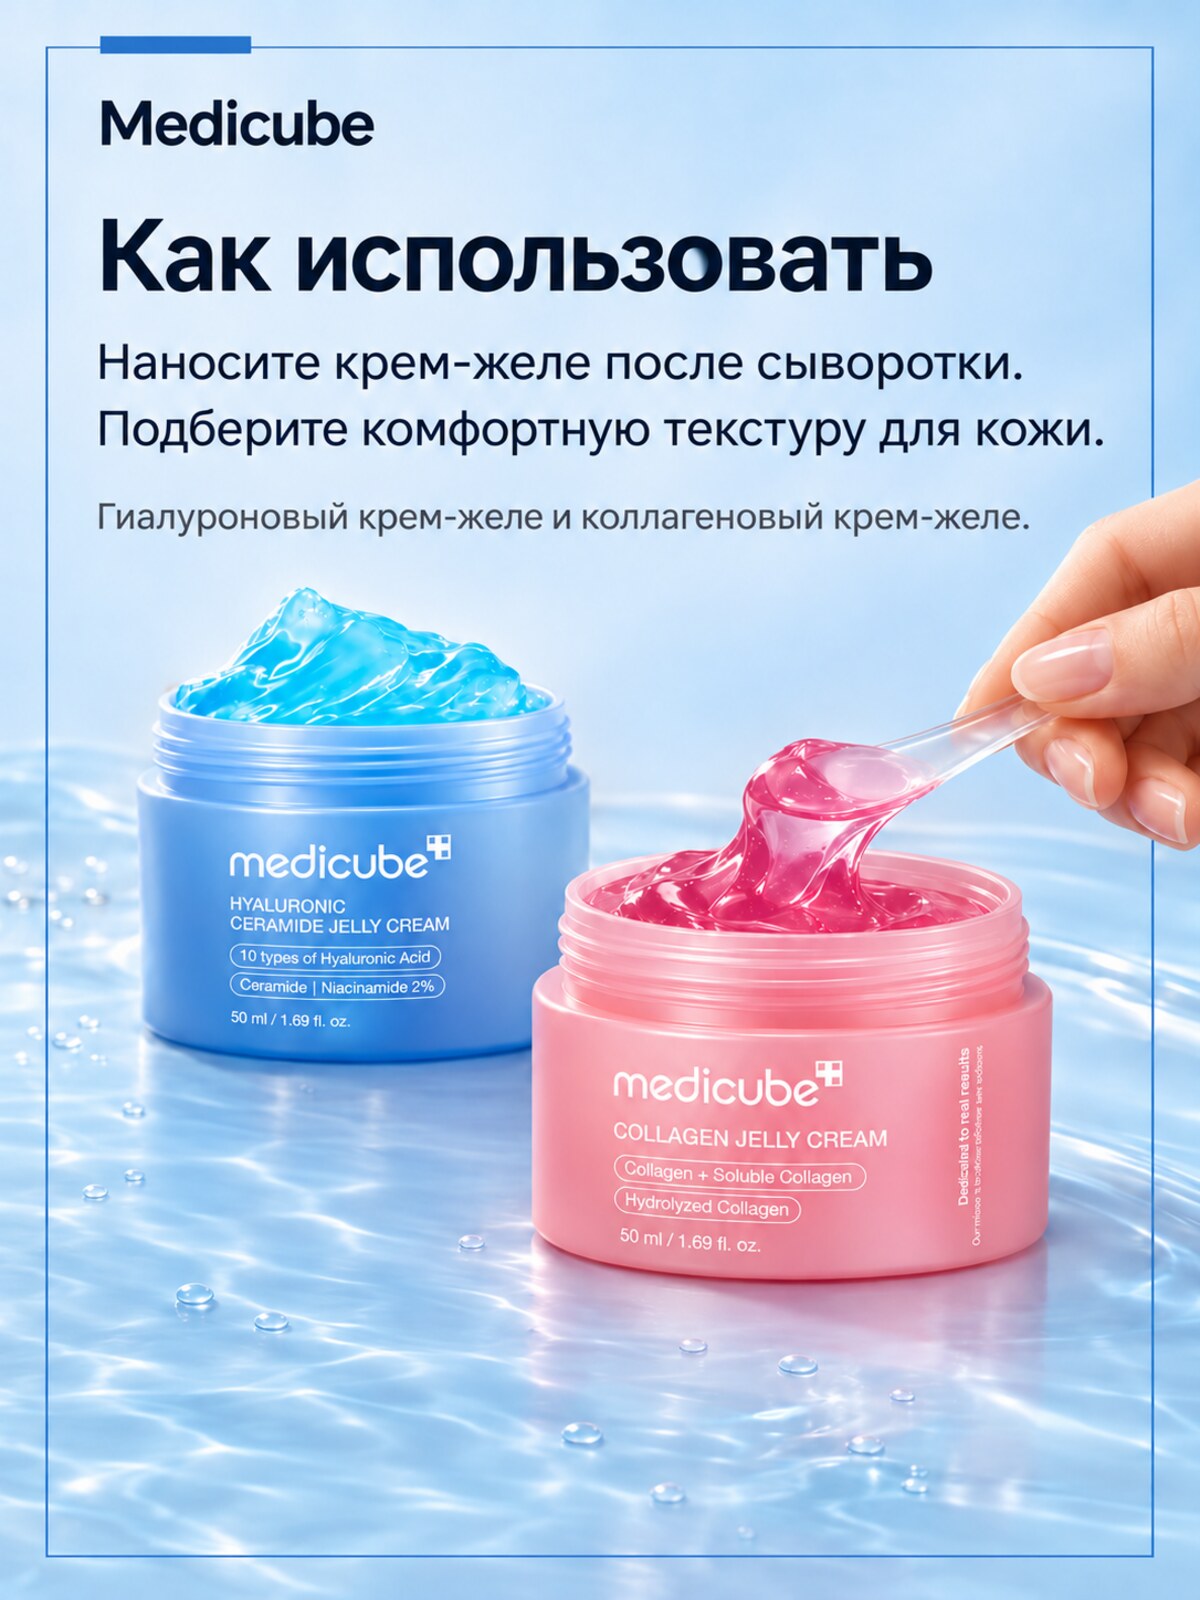 Medicube
Как использовать
Наносите крем-желе после сыворотки.
Подберите комфортную текстуру для кожи.
Гиалуроновый крем-желе и коллагеновый крем-желе.
medicube
HYALURONIC
CERAMIDE JELLY CREAM
10 types of Hyaluronic Acid
Ceramide | Niacinamide 2%
50 ml / 1.69 fl. oz.
medicube
COLLAGEN JELLY CREAM
Collagen + Soluble Collagen
Hydrolyzed Collagen
50 ml / 1.69 fl. oz.
to real results